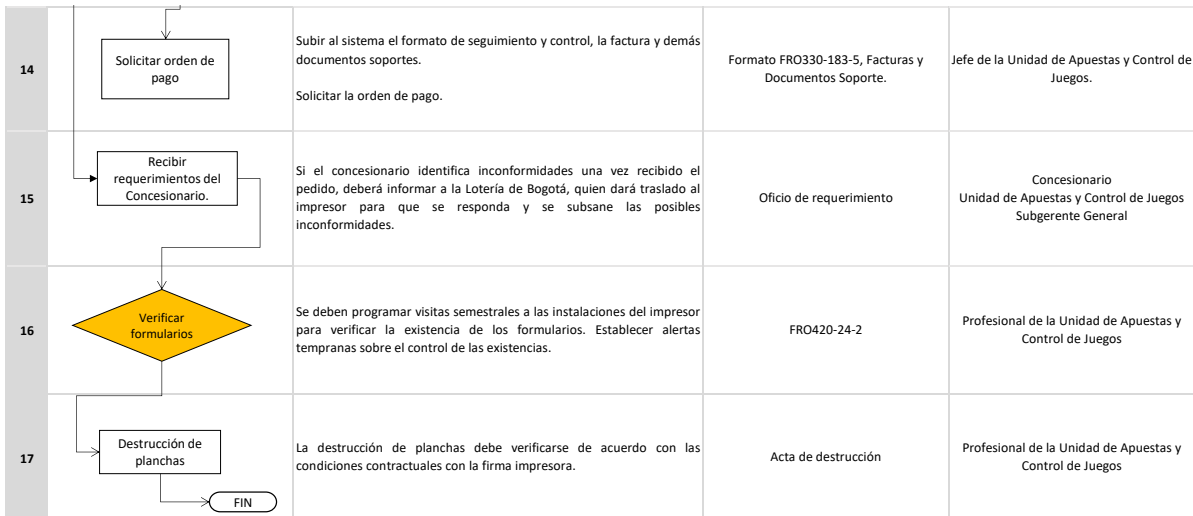 14
Solicitar orden de
pago
Subir al sistema el formato de seguimiento y control, la factura y demás
documentos soportes.
Solicitar la orden de pago.
Formato FRO330-183-5, Facturas y
Documentos Soporte.
Jefe de la Unidad de Apuestas y Control de
Juegos.
15
Recibir
requerimientos del
Concesionario.
Si el concesionario identifica inconformidades una vez recibido el
pedido, deberá informar a la Lotería de Bogotá, quien dará traslado al
impresor para que se responda y se subsane las posibles
inconformidades.
Oficio de requerimiento
Concesionario
Unidad de Apuestas y Control de Juegos
Subgerente General
16
Verificar
formularios
Se deben programar visitas semestrales a las instalaciones del impresor
para verificar la existencia de los formularios. Establecer alertas
tempranas sobre el control de las existencias.
FRO420-24-2
Profesional de la Unidad de Apuestas y
Control de Juegos
17
Destrucción de
planchas
La destrucción de planchas debe verificarse de acuerdo con las
condiciones contractuales con la firma impresora.
Acta de destrucción
Profesional de la Unidad de Apuestas y
Control de Juegos
FIN